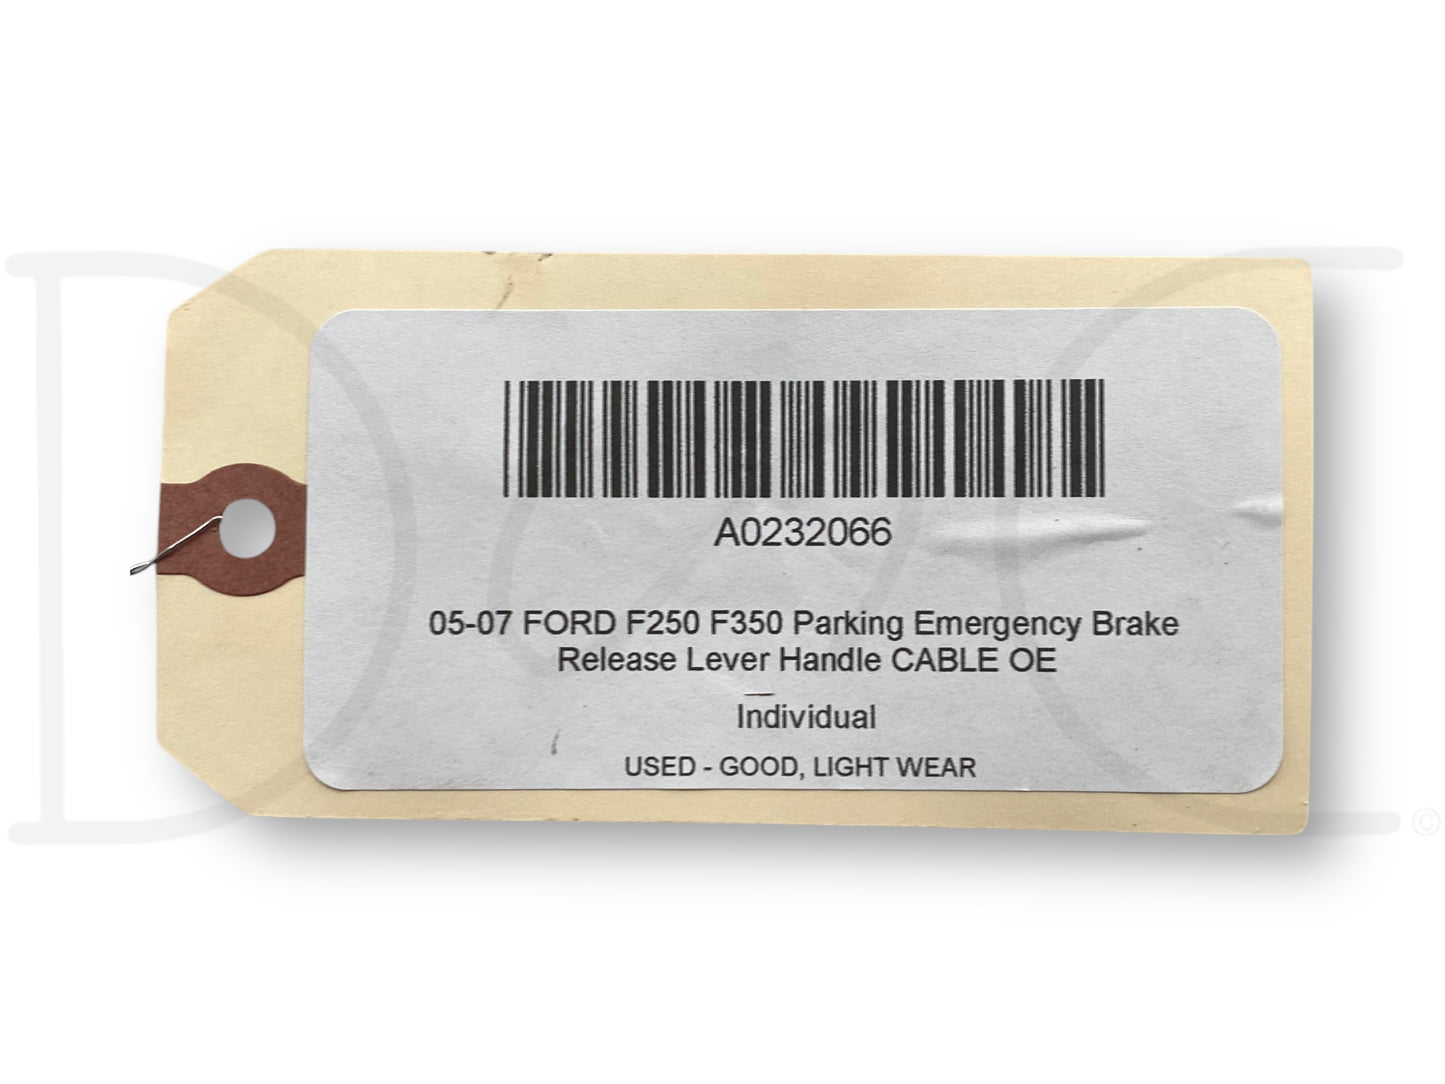 A0232066
05-07 FORD F250 F350 Parking Emergency Brake
Release Lever Handle CABLE OE
Individual
USED - GOOD, LIGHT WEAR
©